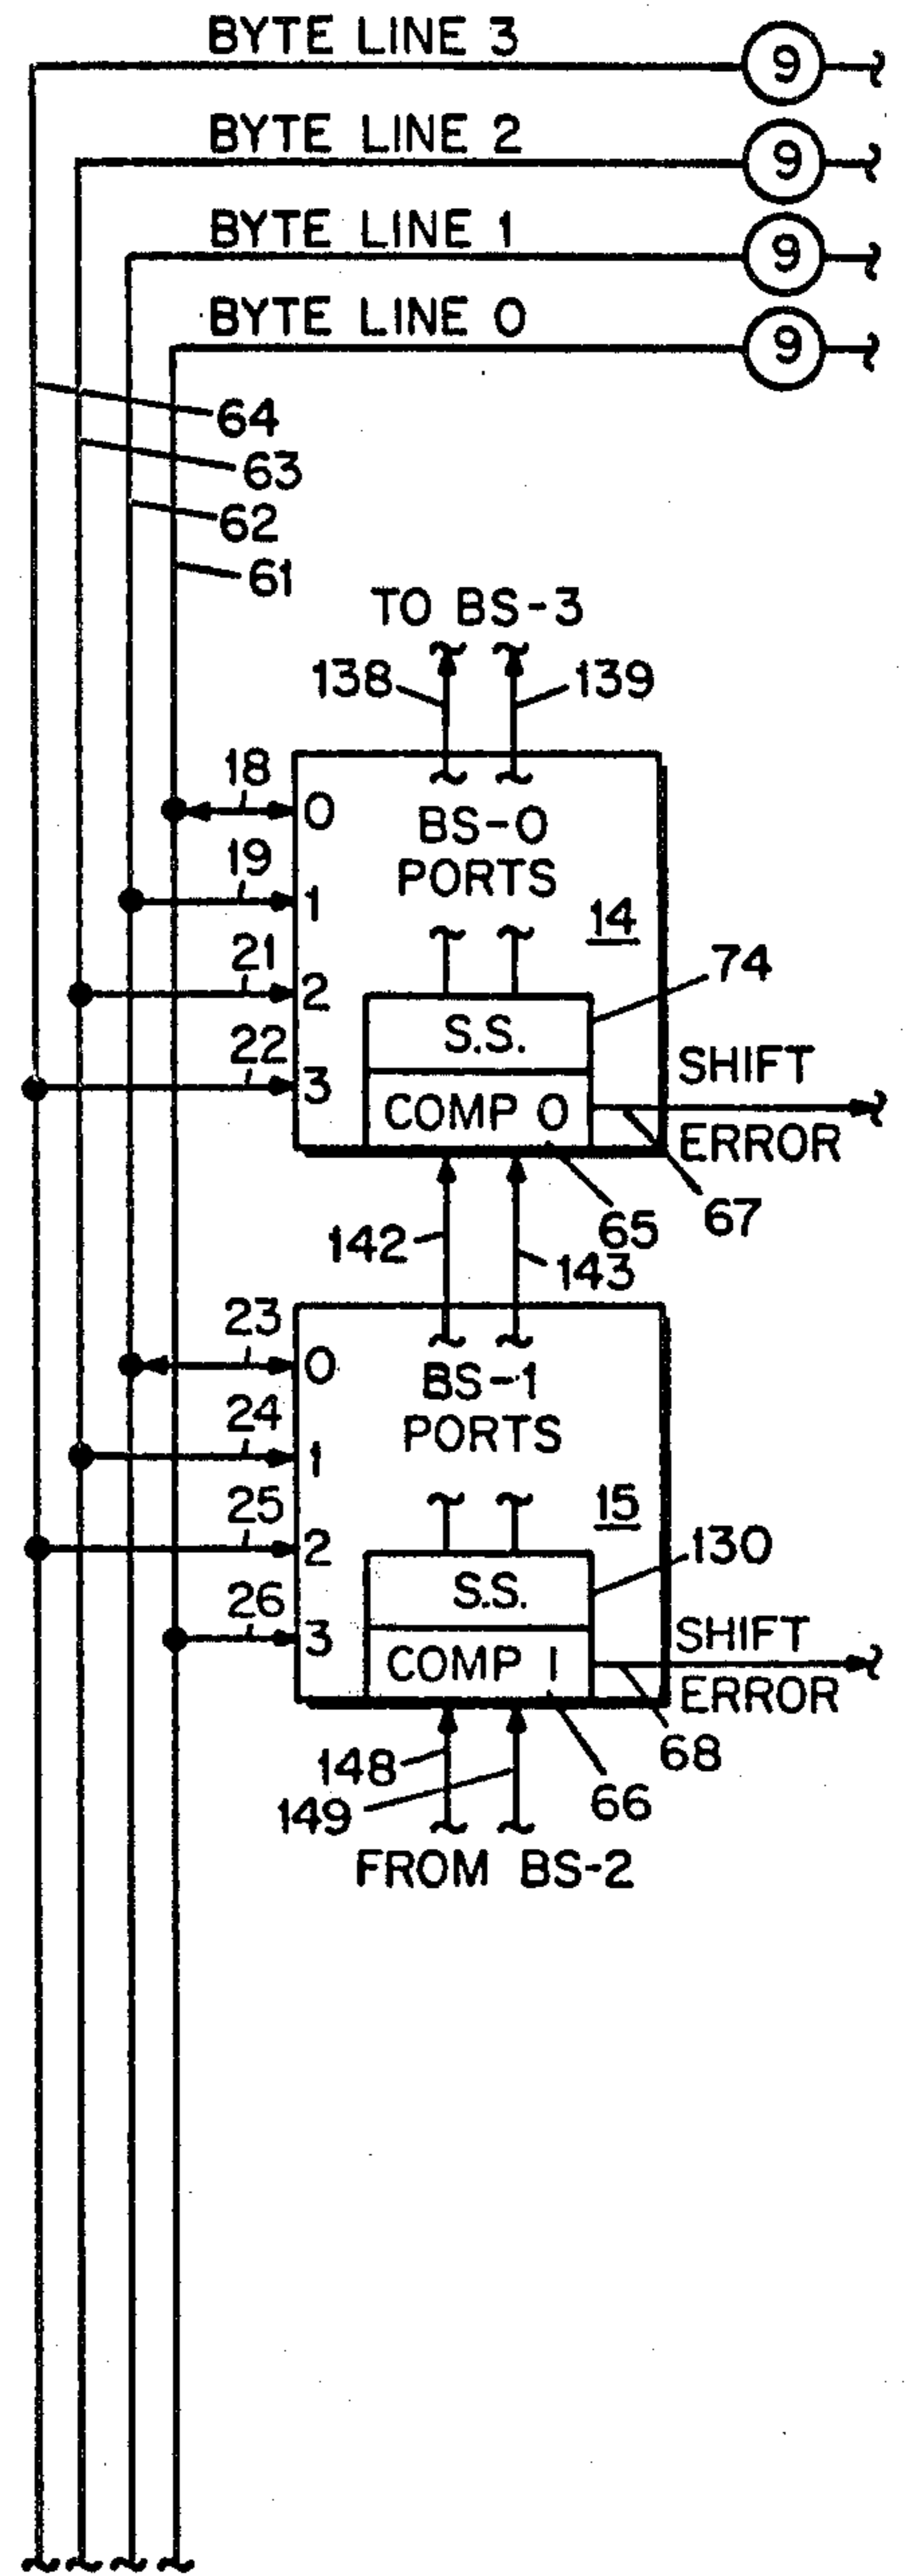 BYTE LINE 3
9
BYTE LINE 2
9
BYTE LINE 1
9
BYTE LINE 0
9
64
63
62
61
TO BS-3
138
139
18
0
BS-0
PORTS
19
1
14
21
2
74
S.S.
22
3
SHIFT
COMP 0
ERROR
65
67
142
143
23
0
BS-1
PORTS
24
1
25
2
15
130
S.S.
26
3
SHIFT
COMP 1
ERROR
68
148
149
66
FROM BS-2